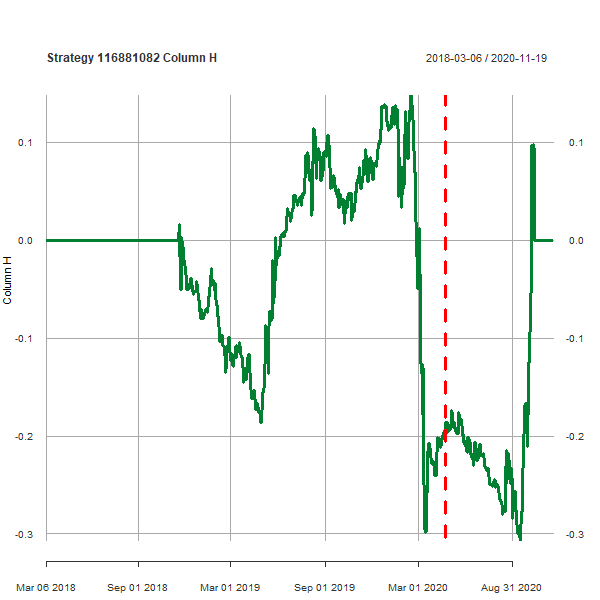 Strategy 116881082 Column H
2018-03-06 / 2020-11-19
0.1
0.1
0.0
0.0
-0.1
-0.1
-0.2
-0.2
-0.3
-0.3
Column H
Mar 06 2018
Sep 01 2019
Mar 01 2019
Sep 01 2019
Mar 01 2020
Aug 31 2020